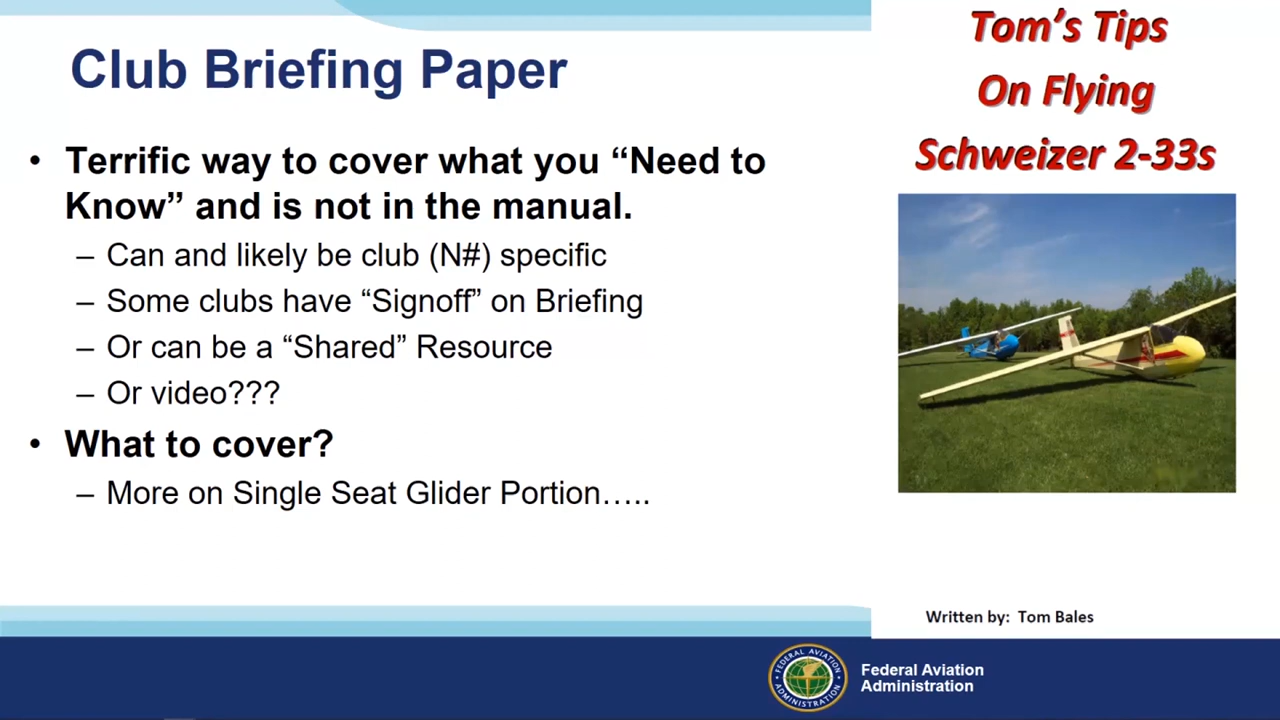 Club Briefing Paper
• Terrific way to cover what you “Need to
Know” and is not in the manual.
– Can and likely be club (N#) specific
– Some clubs have “Signoff” on Briefing
– Or can be a “Shared” Resource
– Or video???
• What to cover?
– More on Single Seat Glider Portion…..
Tom’s Tips
On Flying
Schweizer 2-33s
Written by: Tom Bales
FEDERAL AVIATION
ADMINISTRATION
Federal Aviation
Administration